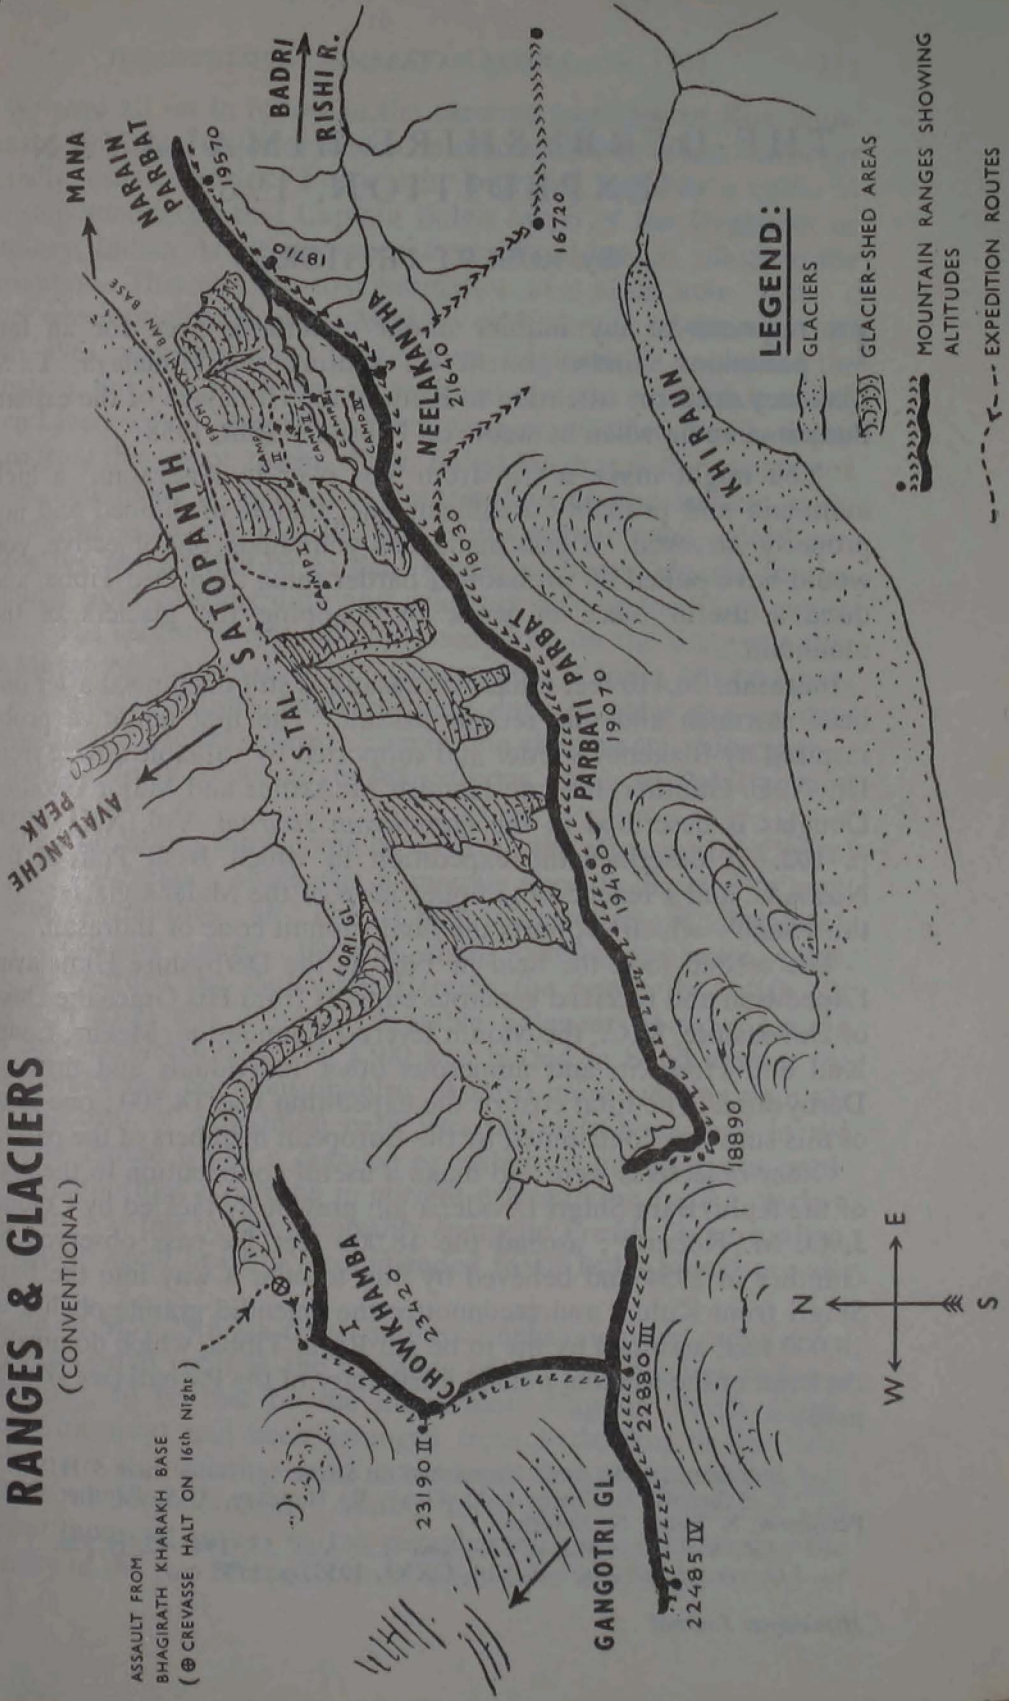 RANGES & GLACIERS
(CONVENTIONAL)
ASSAULT FROM
BHAGIRATH KHARAKH BASE
(⊕ CREVASSE HALT ON 16th Night)
AVALANCHE
PEAK
MANA
NARAIN
PARBAT
19570
BADRI
RISHI R.
18710
FROM
BAN BASE
SATOPANTH
S. TAL
CAMP I
CAMP
II
CAMP III
NEELAKANTHA
21640
16720
18030
LORI. GL.
PARBATI PARBAT
19070
19490
18890
I
CHOWKHAMBA
23420
23190 II
22880 III
22485 IV
GANGOTRI GL.
KHIRAUN
N
W
E
S
LEGEND:
GLACIERS
GLACIER-SHED AREAS
MOUNTAIN RANGES SHOWING
ALTITUDES
EXPEDITION ROUTES